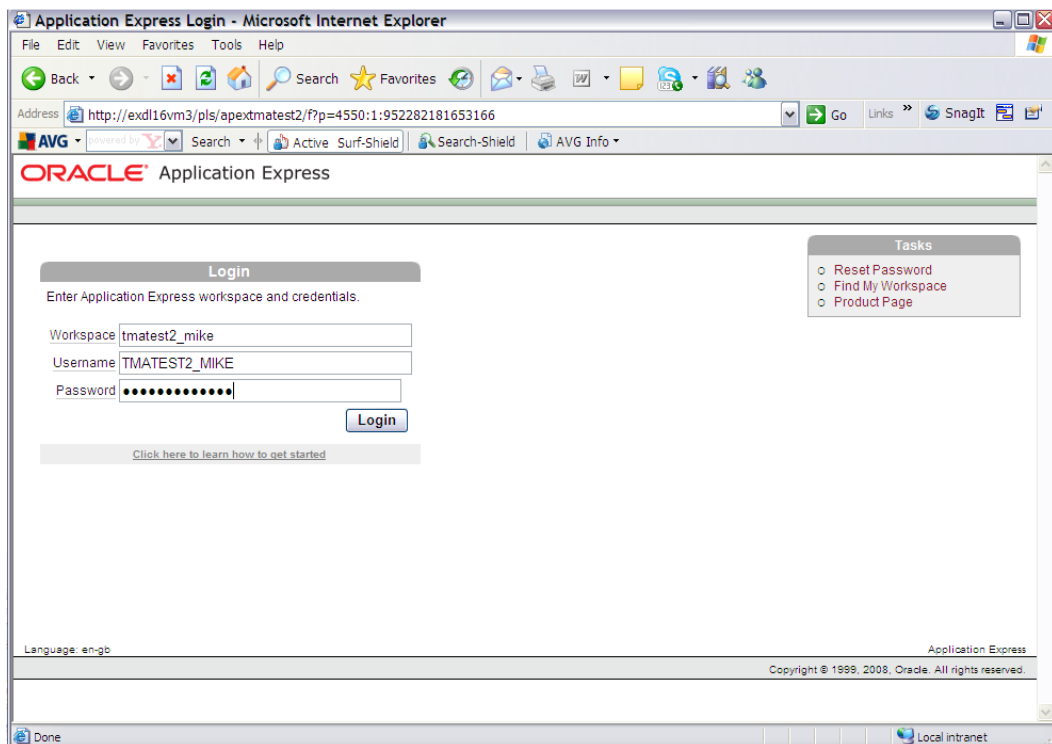 Application Express Login - Microsoft Internet Explorer
File Edit View Favorites Tools Help
Back Search Favorites
Address http://exdl16vm3/pls/apextmatest2/f?p=4550:1:952282181653166 Go Links » SnagIt
AVG powered by Y! Search Active Surf-Shield Search-Shield AVG Info
ORACLE Application Express
Tasks
Reset Password
Find My Workspace
Product Page
Login
Enter Application Express workspace and credentials.
Workspace tmatest2_mike
Username TMATEST2_MIKE
Password •••••••••••••
Login
Click here to learn how to get started
Language: en-gb
Application Express
Copyright © 1999, 2008, Oracle. All rights reserved.
Done
Local intranet